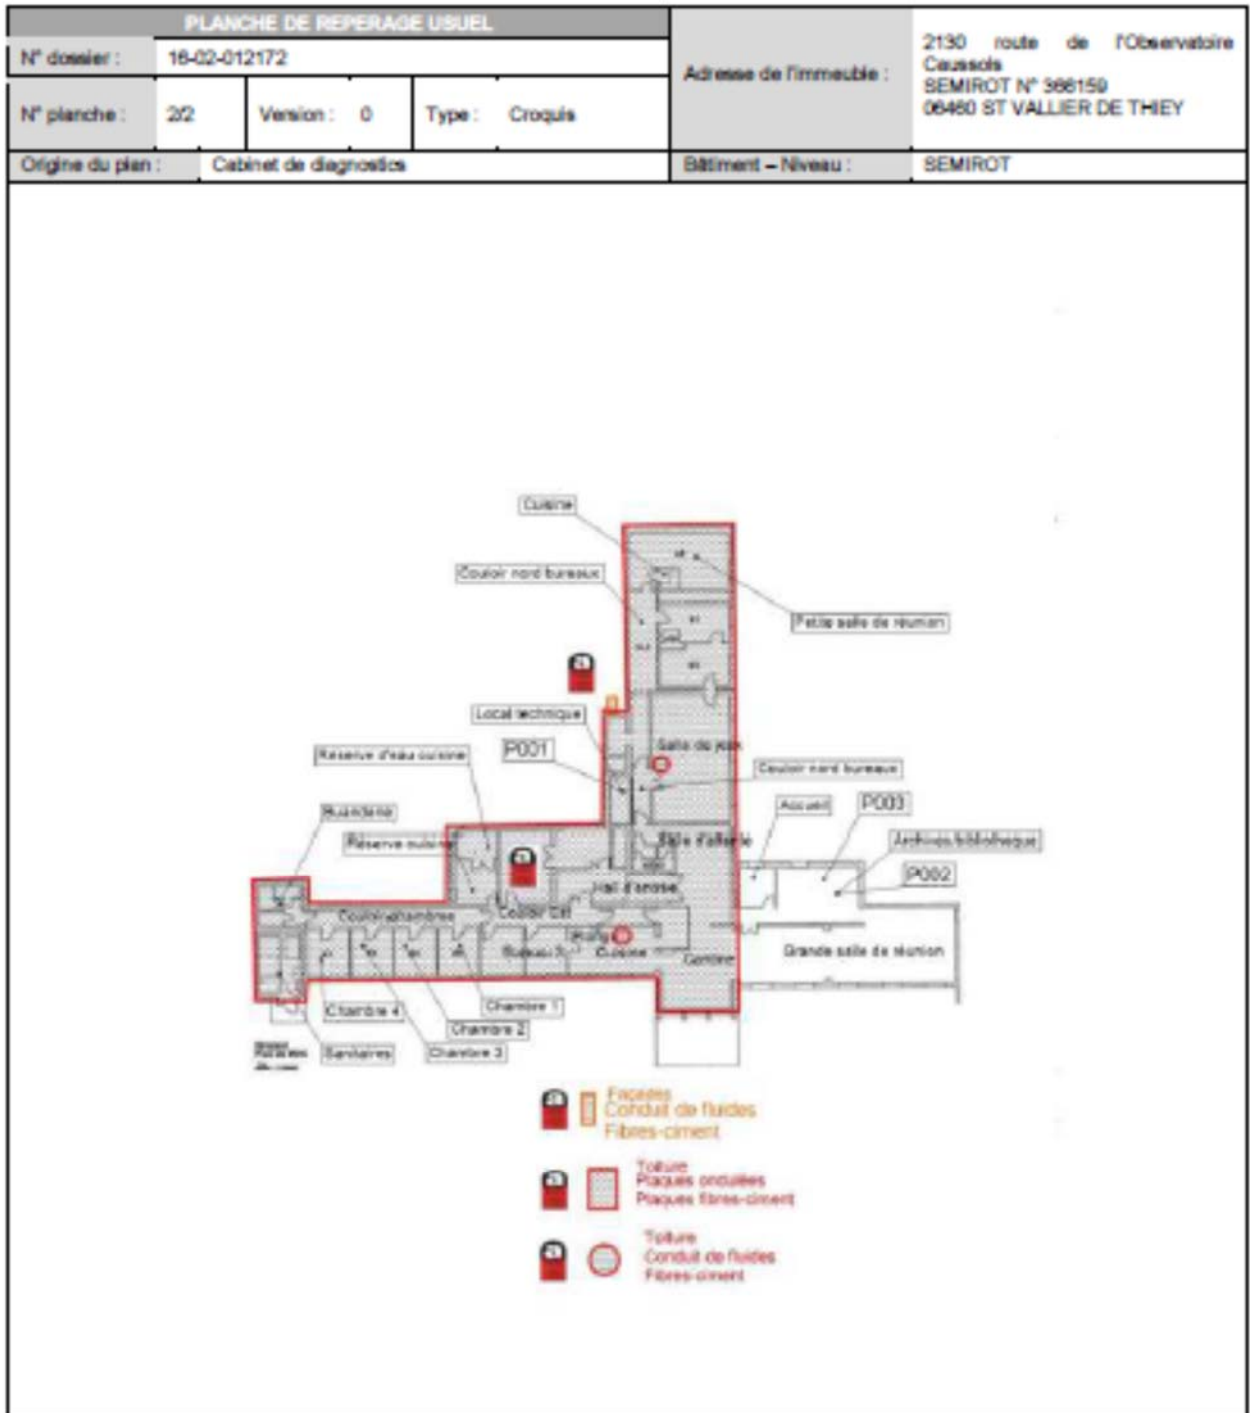 PLANCHE DE REPERAGE USUEL
N° dossier : 16-02-012172
Adresse de l'immeuble :
2130 route de l'Observatoire
Caussols
SEMIROT N° 366159
06460 ST VALLIER DE THIEY
N° planche : 2/2 Version : 0 Type : Croquis
Origine du plan : Cabinet de diagnostics
Bâtiment – Niveau : SEMIROT
Cuisine
Couloir nord bureaux
Petite salle de réunion
Local technique
P001
Salle de jeux
Réserve d'eau cuisine
Couloir nord bureaux
Accueil
P003
Buanderie
Réserve cuisine
Salle d'attente
Archives bibliothèque
P002
Hall d'entrée
Couloir chambres
Couloir Est
Cuisine
Grande salle de réunion
Chambre 4
Chambre 1
Chambre 2
Sanitaires
Chambre 3
Façades
Conduit de fluides
Fibres-ciment
Toiture
Plaques ondulées
Plaques fibres-ciment
Toiture
Conduit de fluides
Fibres-ciment